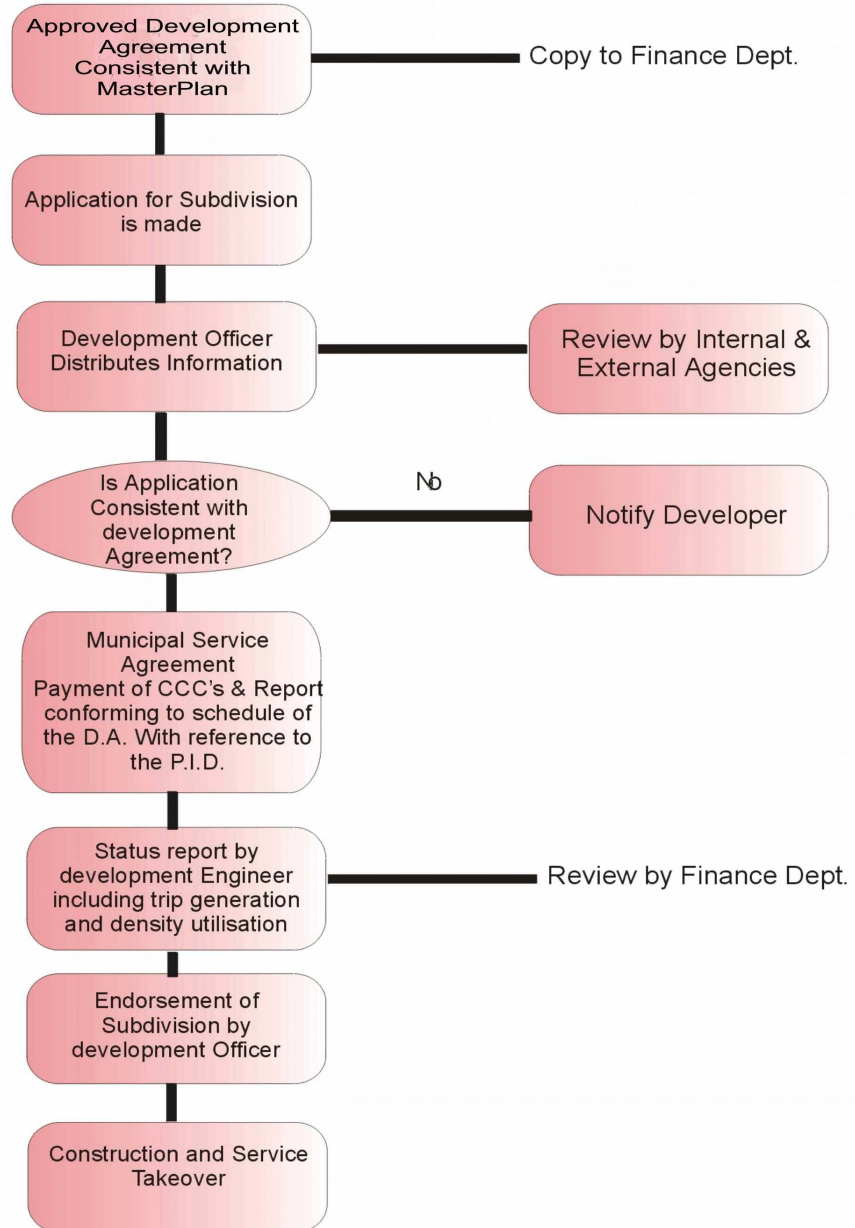 Approved Development
Agreement
Consistent with
MasterPlan
Copy to Finance Dept.
Application for Subdivision
is made
Development Officer
Distributes Information
Review by Internal &
External Agencies
Is Application
Consistent with
development
Agreement?
No
Notify Developer
Municipal Service
Agreement
Payment of CCC's & Report
conforming to schedule of
the D.A. With reference to
the P.I.D.
Status report by
development Engineer
including trip generation
and density utilisation
Review by Finance Dept.
Endorsement of
Subdivision by
development Officer
Construction and Service
Takeover